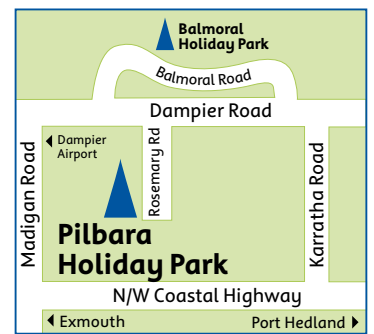 Balmoral
Holiday Park
Balmoral Road
Dampier Road
Dampier
Airport
Rosemary Rd
Madigan Road
Karratha Road
Pilbara
Holiday Park
N/W Coastal Highway
Exmouth
Port Hedland